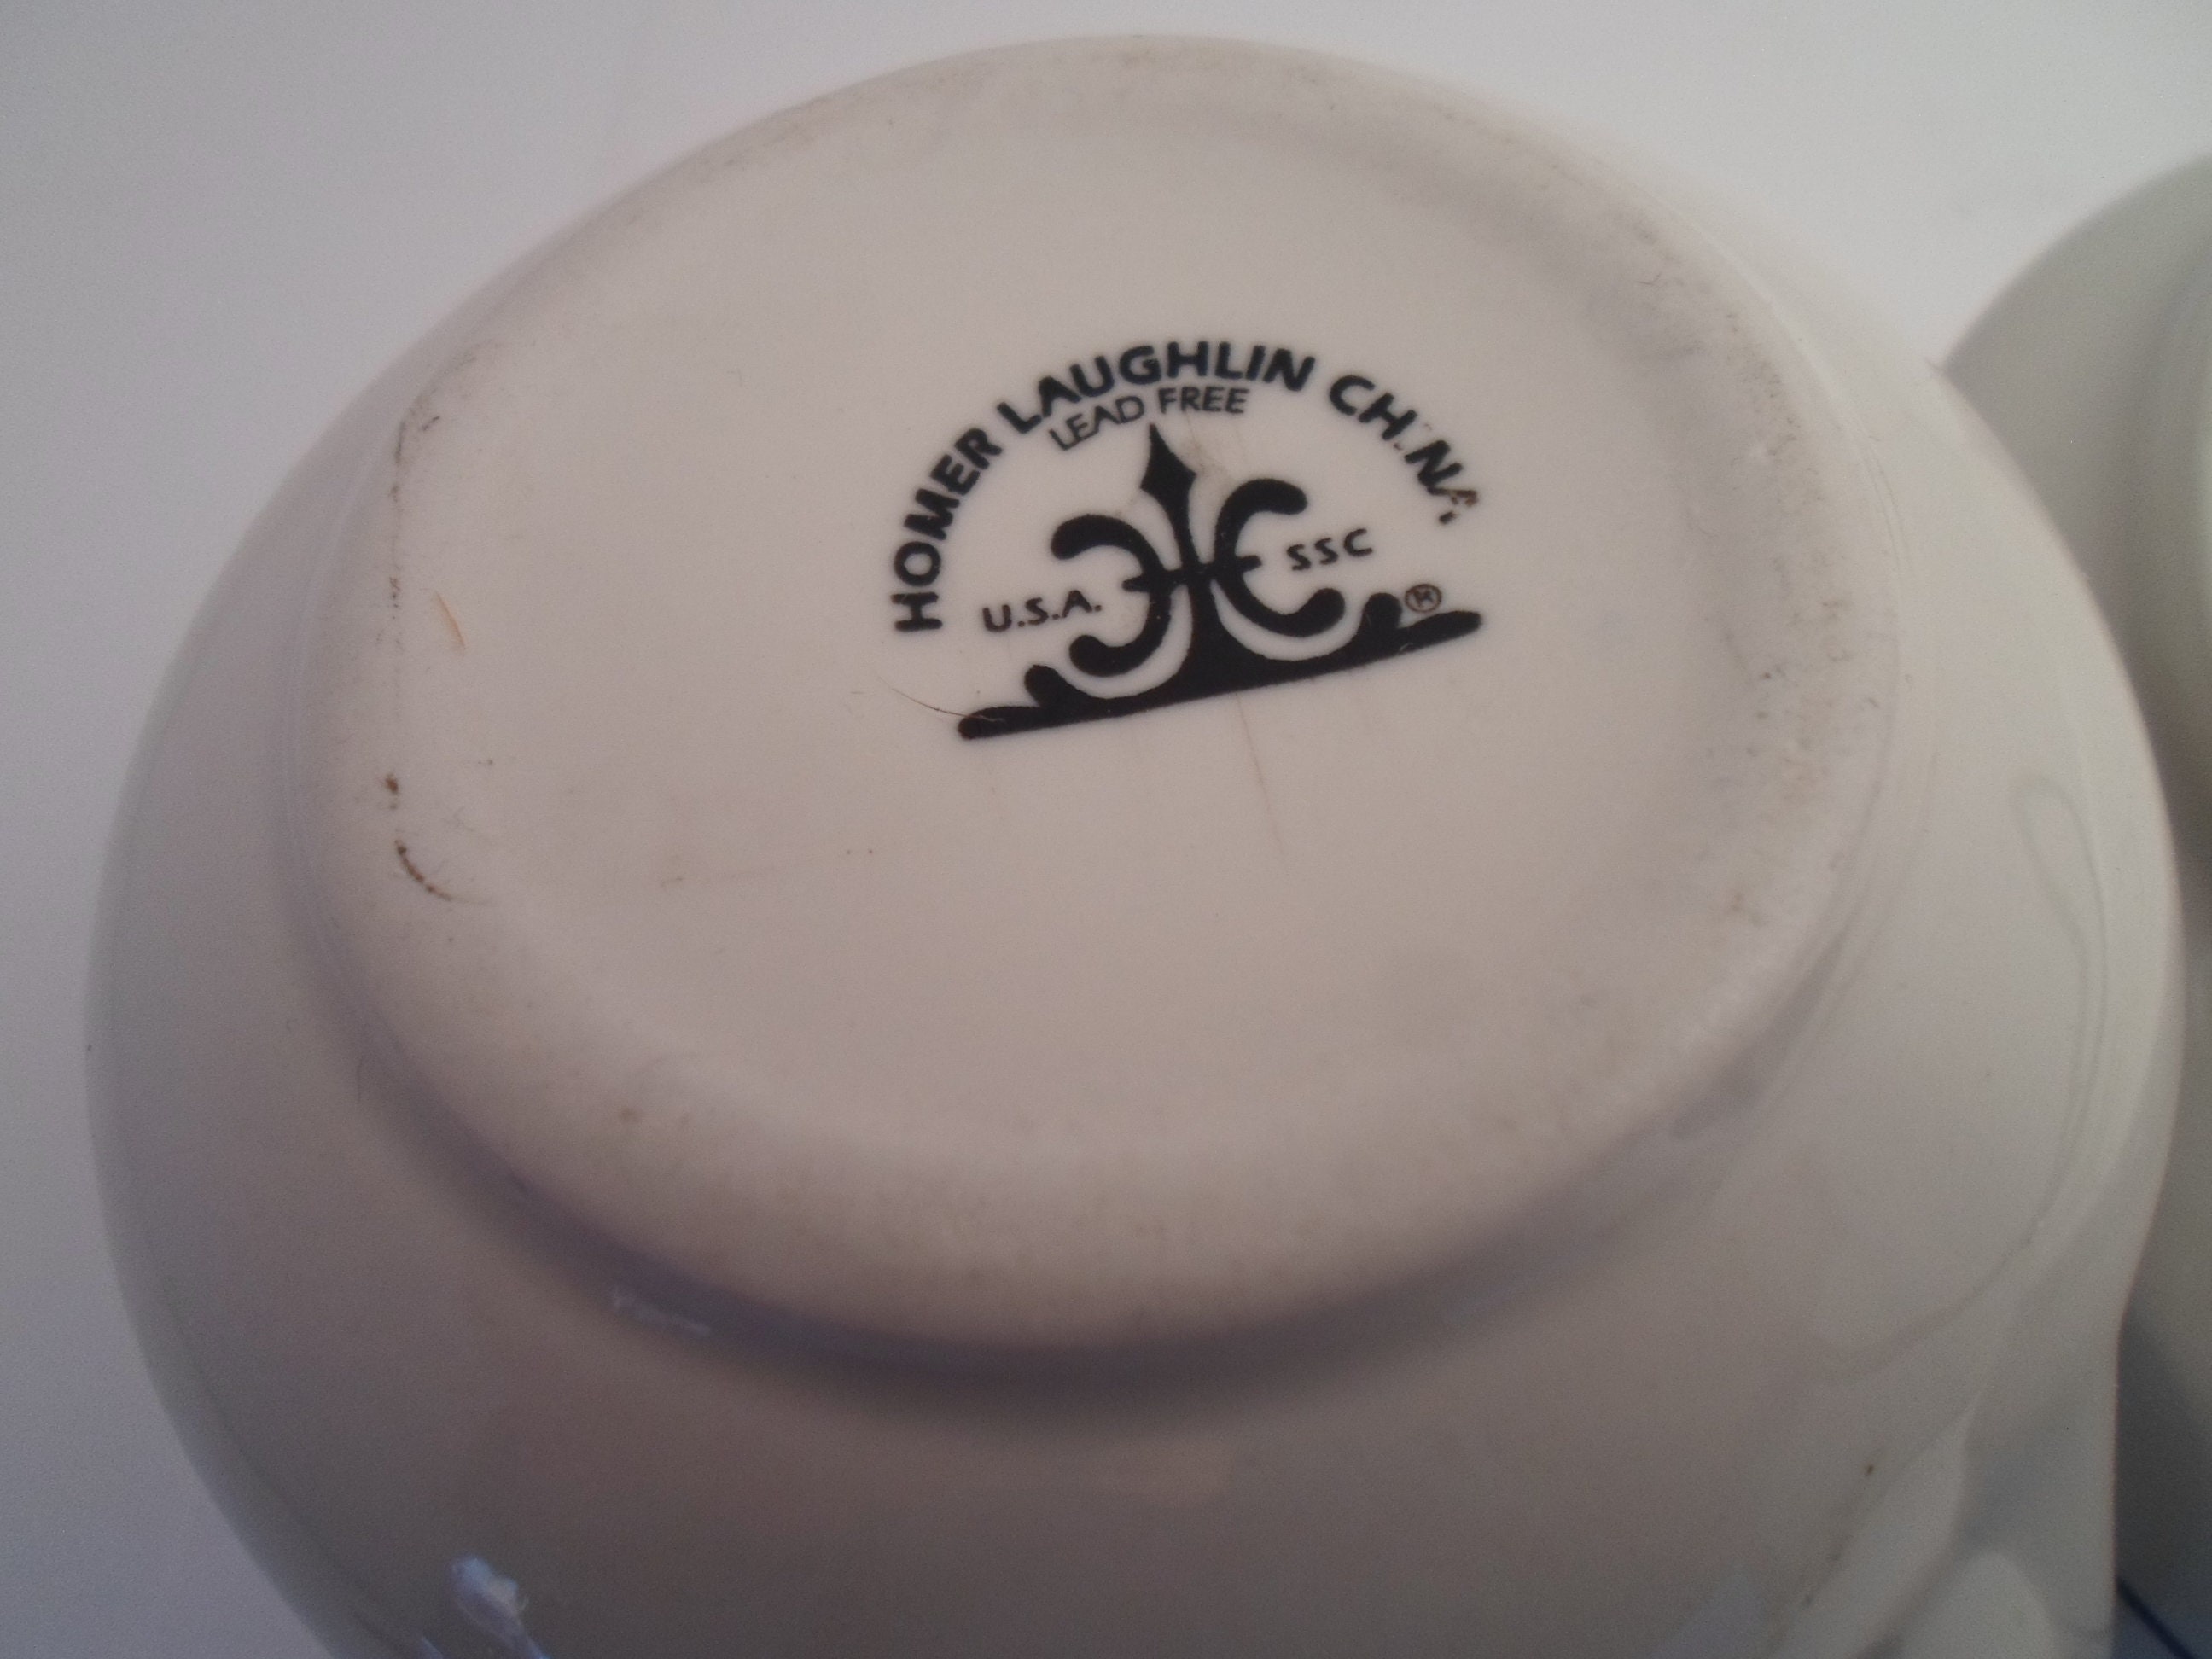 HOMER LAUGHLIN CHINA
LEAD FREE
U.S.A. SSC
®